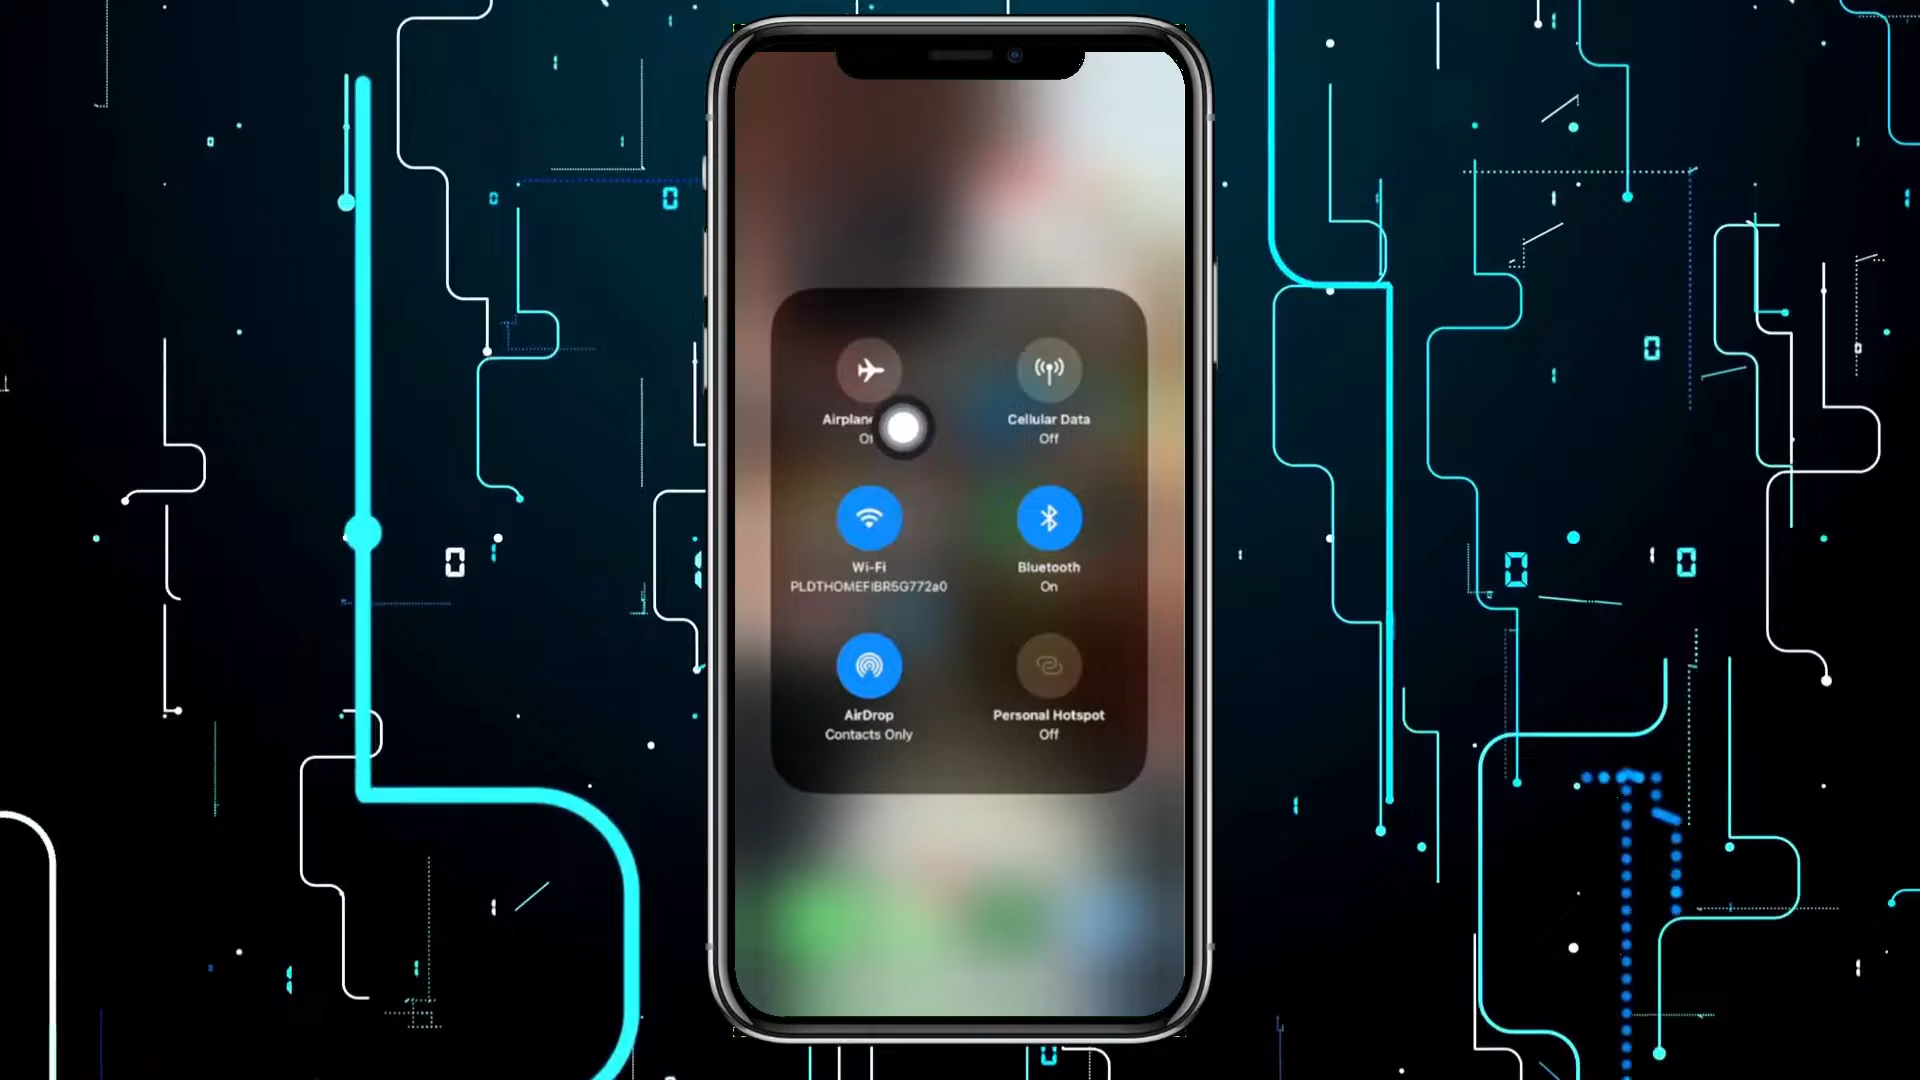 Cellular Data
Off
Wi-Fi
PLDTHOMEFIBR5G772a0
Bluetooth
On
AirDrop
Contacts Only
Personal Hotspot
Off